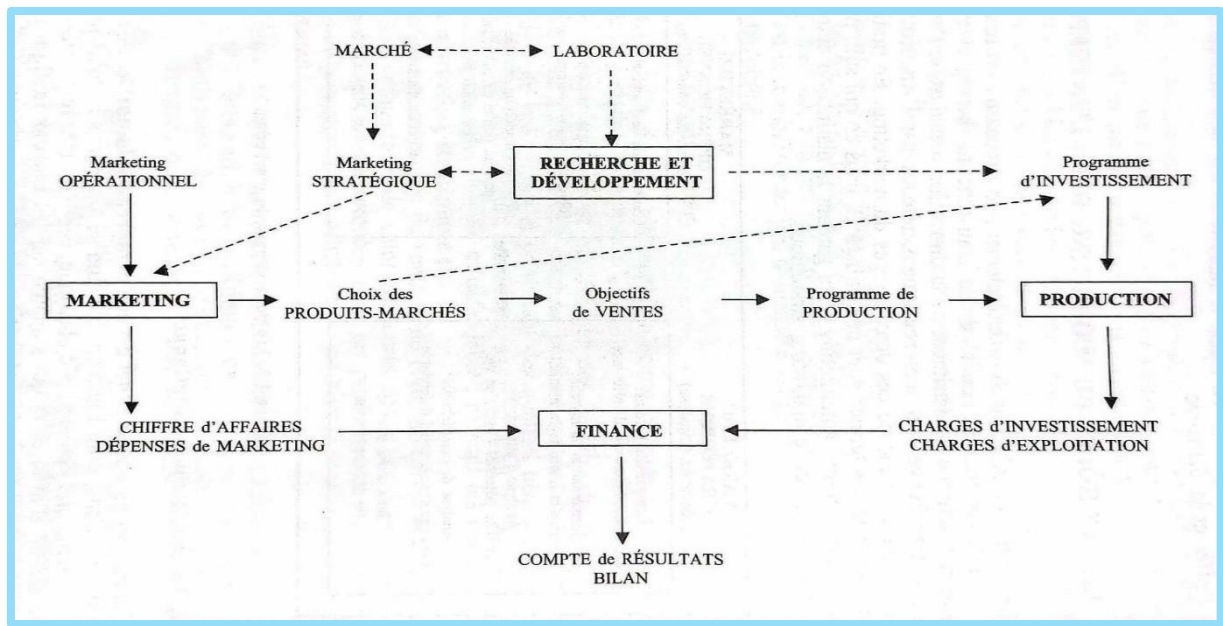 MARCHÉ
LABORATOIRE
Marketing
OPÉRATIONNEL
Marketing
STRATÉGIQUE
RECHERCHE ET
DÉVELOPPEMENT
Programme
d'INVESTISSEMENT
MARKETING
Choix des
PRODUITS-MARCHÉS
Objectifs
de VENTES
Programme de
PRODUCTION
PRODUCTION
CHIFFRE d'AFFAIRES
DÉPENSES de MARKETING
FINANCE
CHARGES d'INVESTISSEMENT
CHARGES d'EXPLOITATION
COMPTE de RÉSULTATS
BILAN